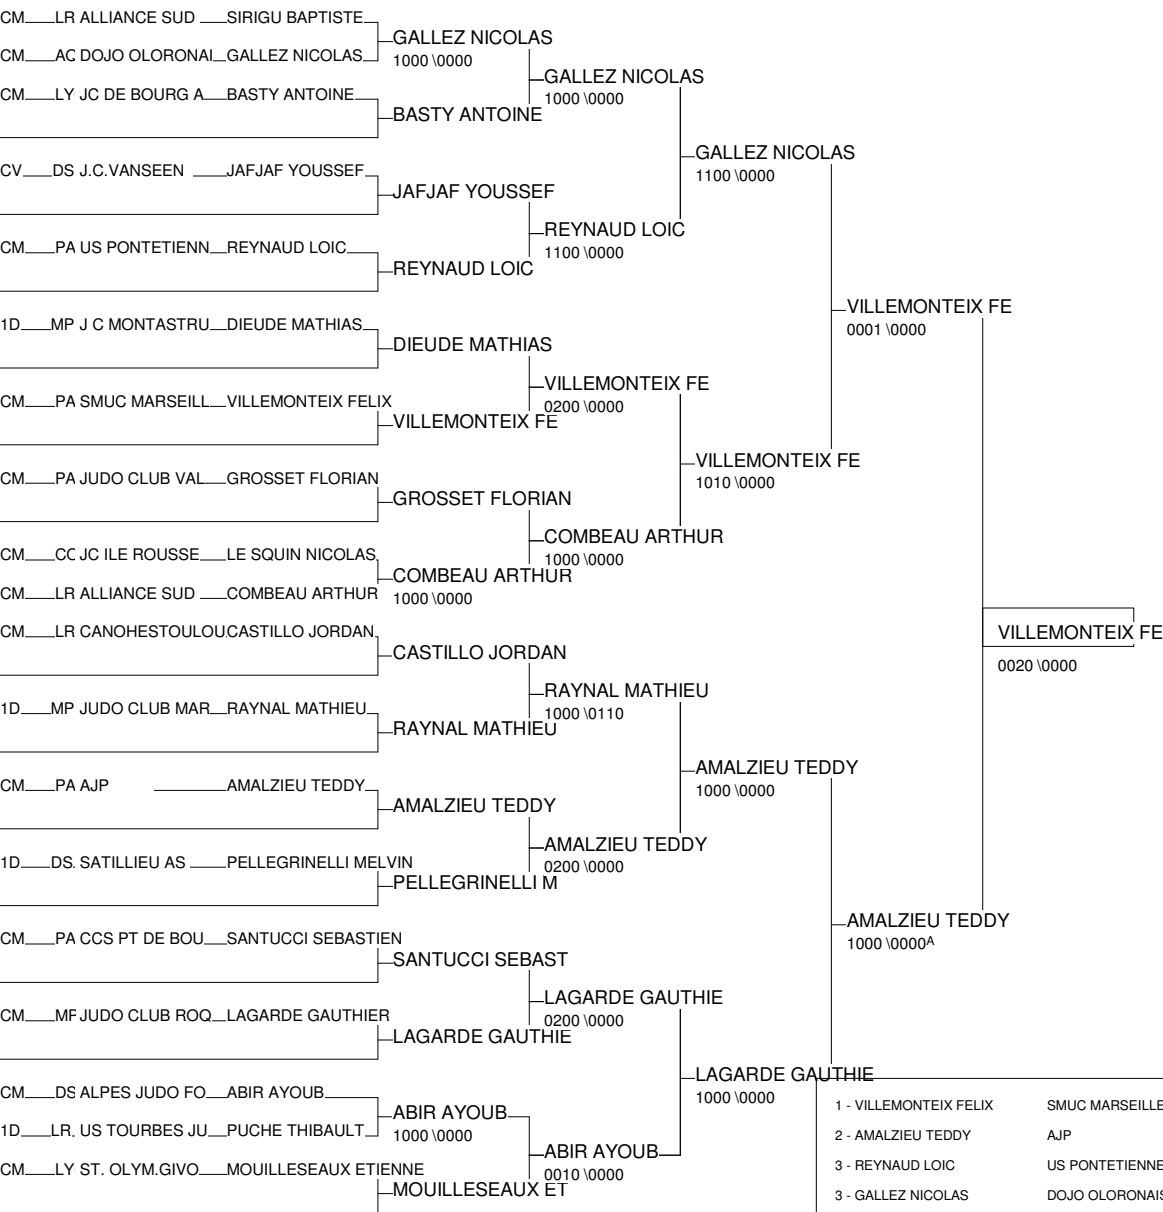 CM LR ALLIANCE SUD SIRIGU BAPTISTE
GALLEZ NICOLAS
CM AQ DOJO OLORONAI GALLEZ NICOLAS
1000 \0000
GALLEZ NICOLAS
1000 \0000
CM LY JC DE BOURG A BASTY ANTOINE
BASTY ANTOINE
GALLEZ NICOLAS
1100 \0000
CV DS J.C.VANSEEN JAFJAF YOUSSEF
JAFJAF YOUSSEF
REYNAUD LOIC
1100 \0000
CM PA US PONTETIENN REYNAUD LOIC
REYNAUD LOIC
VILLEMONTEIX FE
0001 \0000
1D MP J C MONTASTRU DIEUDE MATHIAS
DIEUDE MATHIAS
VILLEMONTEIX FE
0200 \0000
CM PA SMUC MARSEILL VILLEMONTEIX FELIX
VILLEMONTEIX FE
VILLEMONTEIX FE
1010 \0000
CM PA JUDO CLUB VAL GROSSET FLORIAN
GROSSET FLORIAN
COMBEAU ARTHUR
1000 \0000
CM CC JC ILE ROUSSE LE SQUIN NICOLAS
COMBEAU ARTHUR
CM LR ALLIANCE SUD COMBEAU ARTHUR
1000 \0000
CM LR CANOHESTOULOU CASTILLO JORDAN
VILLEMONTEIX FE
0020 \0000
CASTILLO JORDAN
RAYNAL MATHIEU
1000 \0110
1D MP JUDO CLUB MAR RAYNAL MATHIEU
RAYNAL MATHIEU
AMALZIEU TEDDY
1000 \0000
CM PA AJP AMALZIEU TEDDY
AMALZIEU TEDDY
AMALZIEU TEDDY
0200 \0000
1D DS. SATILLIEU AS PELLEGRINELLI MELVIN
PELLEGRINELLI M
AMALZIEU TEDDY
1000 \0000A
CM PA CCS PT DE BOU SANTUCCI SEBASTIEN
SANTUCCI SEBAST
LAGARDE GAUTHIE
0200 \0000
CM MP JUDO CLUB ROQ LAGARDE GAUTHIER
LAGARDE GAUTHIE
LAGARDE GAUTHIE
1000 \0000
CM DS ALPES JUDO FO ABIR AYOUB
ABIR AYOUB
1D LR. US TOURBES JU PUCHE THIBAULT
1000 \0000
ABIR AYOUB
0010 \0000
CM LY ST. OLYM.GIVO MOUILLESEAUX ETIENNE
MOUILLESEAUX ET
1 - VILLEMONTEIX FELIX SMUC MARSEILLE
2 - AMALZIEU TEDDY AJP
3 - REYNAUD LOIC US PONTETIENNE
3 - GALLEZ NICOLAS DOJO OLORONAIS